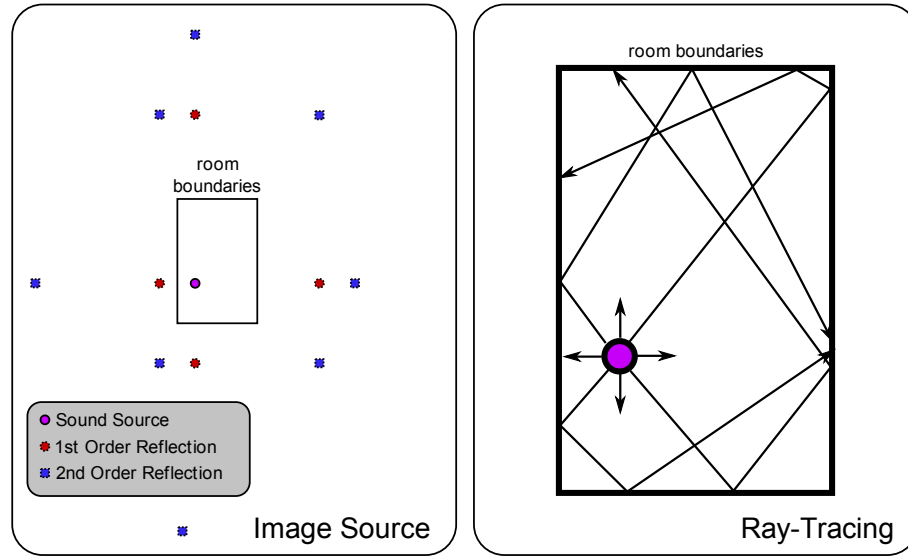 room
boundaries
Sound Source
1st Order Reflection
2nd Order Reflection
Image Source
room boundaries
Ray-Tracing